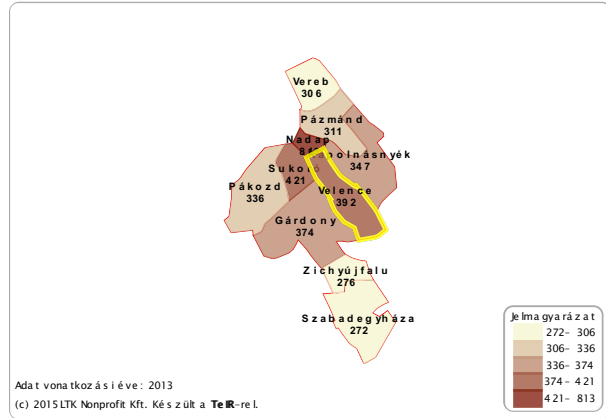 Vereb
306
Pázmánd
311
Nadap
Kápolnásnyék
347
Sukoró
421
Velence
392
Pákozd
336
Gárdony
374
Zichyújfalu
276
Szabadegyháza
272
Jelmagyarázat
272- 306
306- 336
336- 374
374- 421
421- 813
Adat vonatkozási éve: 2013
(c) 2015 LTK Nonprofit Kft. Készült a TeIR-rel.